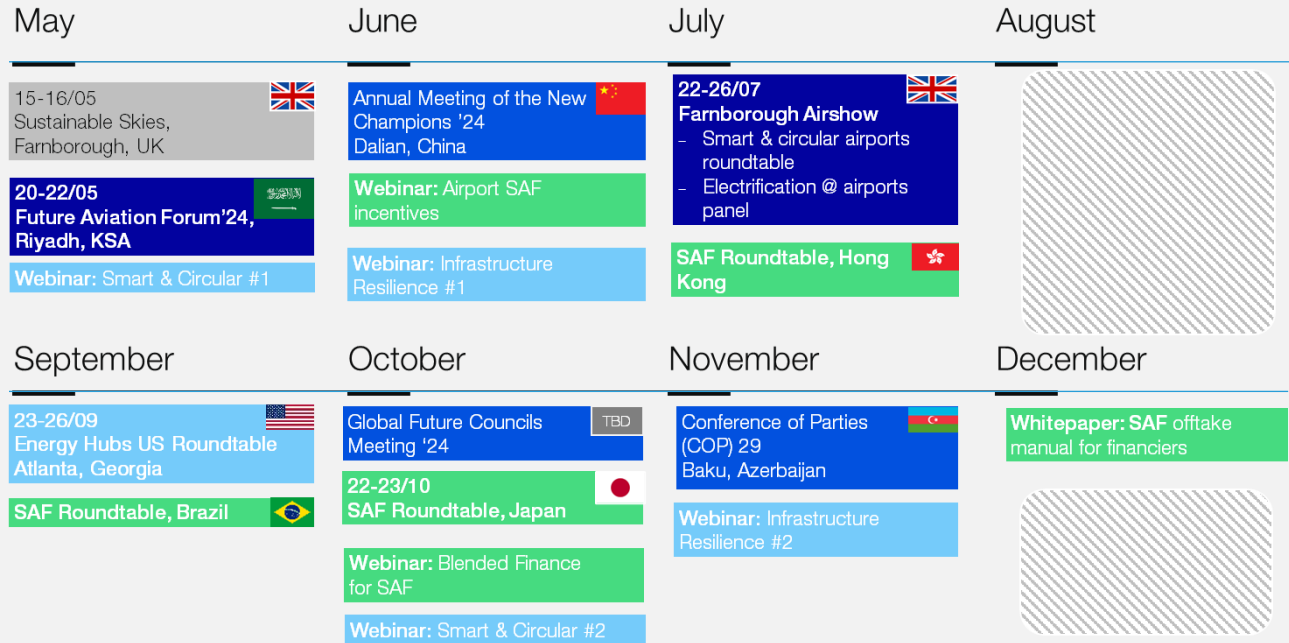 May
15-16/05
Sustainable Skies,
Farnborough, UK
20-22/05
Future Aviation Forum'24,
Riyadh, KSA
Webinar: Smart & Circular #1
June
Annual Meeting of the New
Champions '24
Dalian, China
Webinar: Airport SAF
incentives
Webinar: Infrastructure
Resilience #1
July
22-26/07
Farnborough Airshow
- Smart & circular airports
roundtable
- Electrification @ airports
panel
SAF Roundtable, Hong
Kong
August
September
23-26/09
Energy Hubs US Roundtable
Atlanta, Georgia
SAF Roundtable, Brazil
October
Global Future Councils
Meeting '24
TBD
22-23/10
SAF Roundtable, Japan
Webinar: Blended Finance
for SAF
Webinar: Smart & Circular #2
November
Conference of Parties
(COP) 29
Baku, Azerbaijan
Webinar: Infrastructure
Resilience #2
December
Whitepaper: SAF offtake
manual for financiers